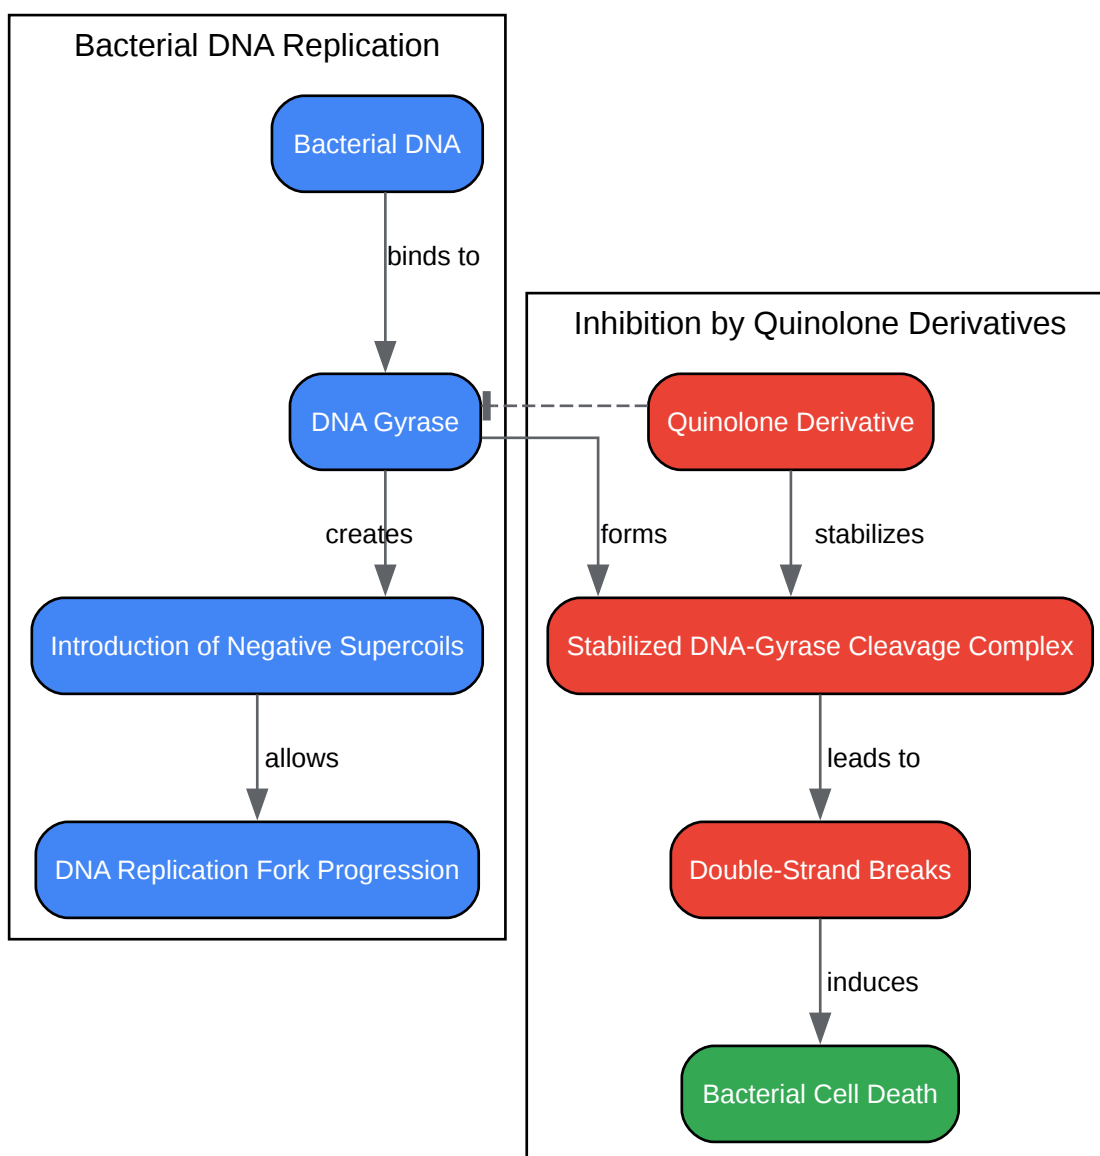 Bacterial DNA Replication
Bacterial DNA
binds to
DNA Gyrase
creates
Introduction of Negative Supercoils
allows
DNA Replication Fork Progression
Inhibition by Quinolone Derivatives
Quinolone Derivative
forms
stabilizes
Stabilized DNA-Gyrase Cleavage Complex
leads to
Double-Strand Breaks
induces
Bacterial Cell Death